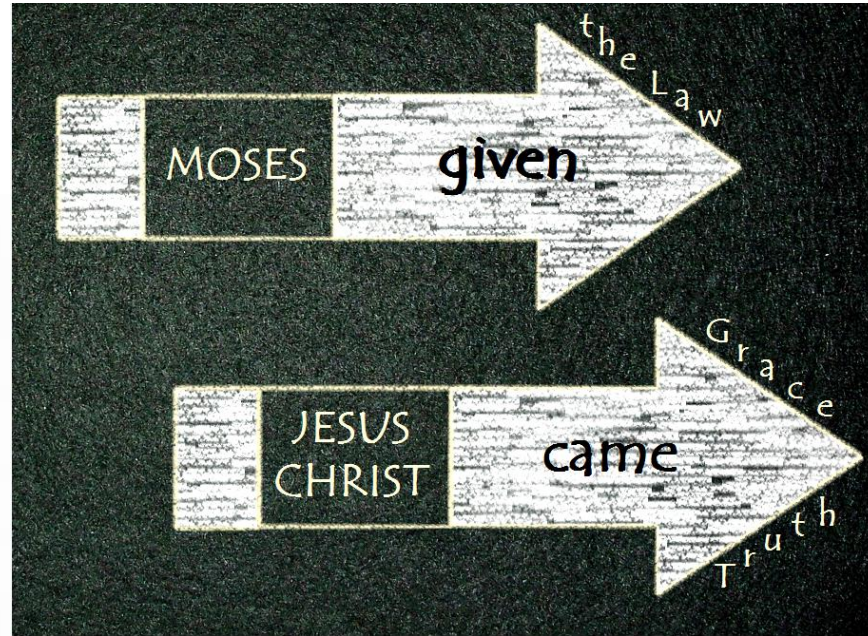 the Law
MOSES
given
Grace
JESUS
CHRIST
came
Truth